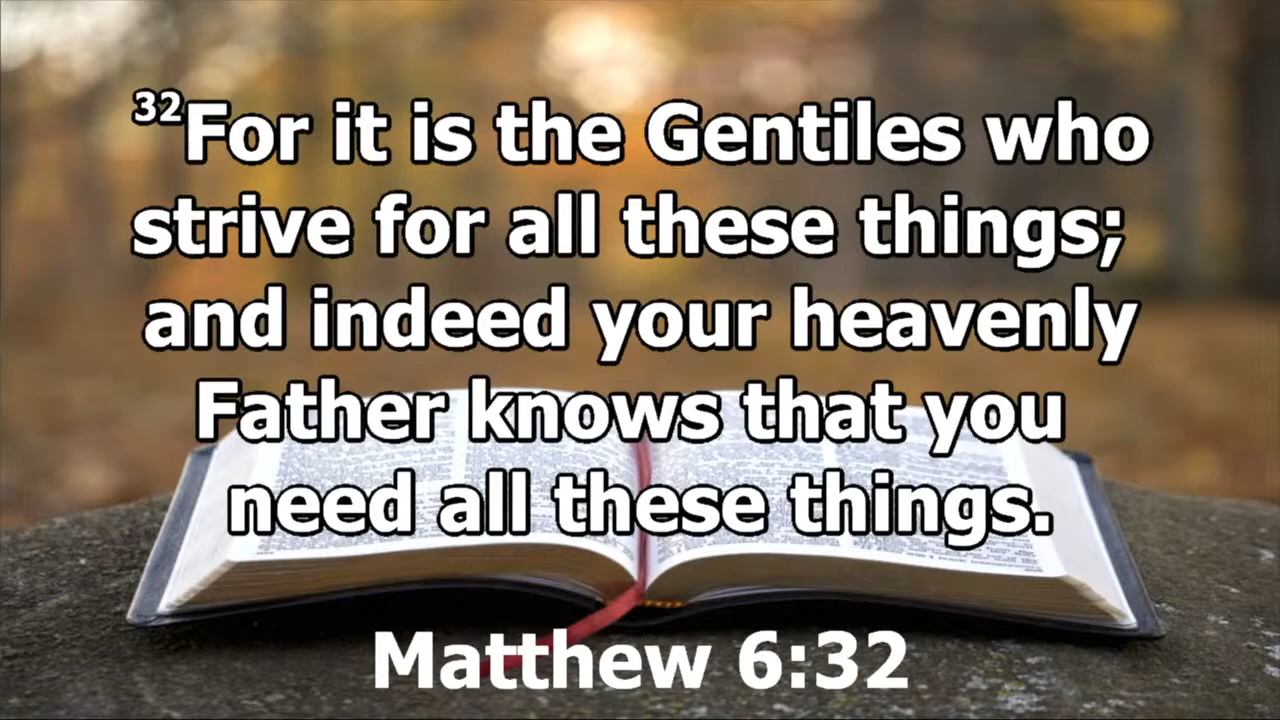 32For it is the Gentiles who
strive for all these things;
and indeed your heavenly
Father knows that you
need all these things.
Matthew 6:32